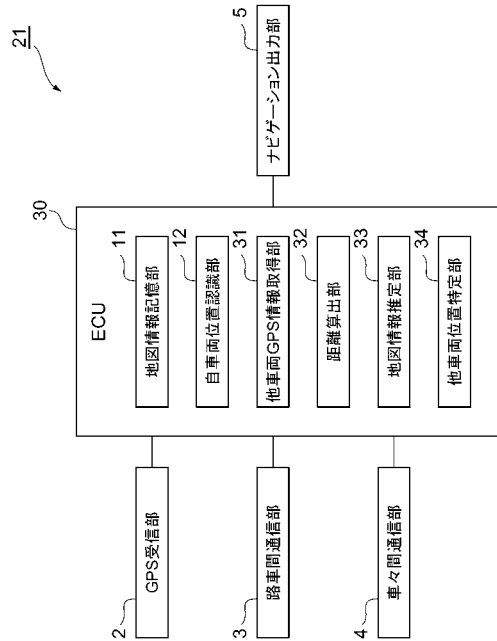 21
30
ECU
2
GPS受信部
3
路車間通信部
4
車々間通信部
11
地図情報記憶部
12
自車両位置認識部
31
他車両GPS情報取得部
32
距離算出部
33
地図情報推定部
34
他車両位置特定部
5
ナビゲーション出力部